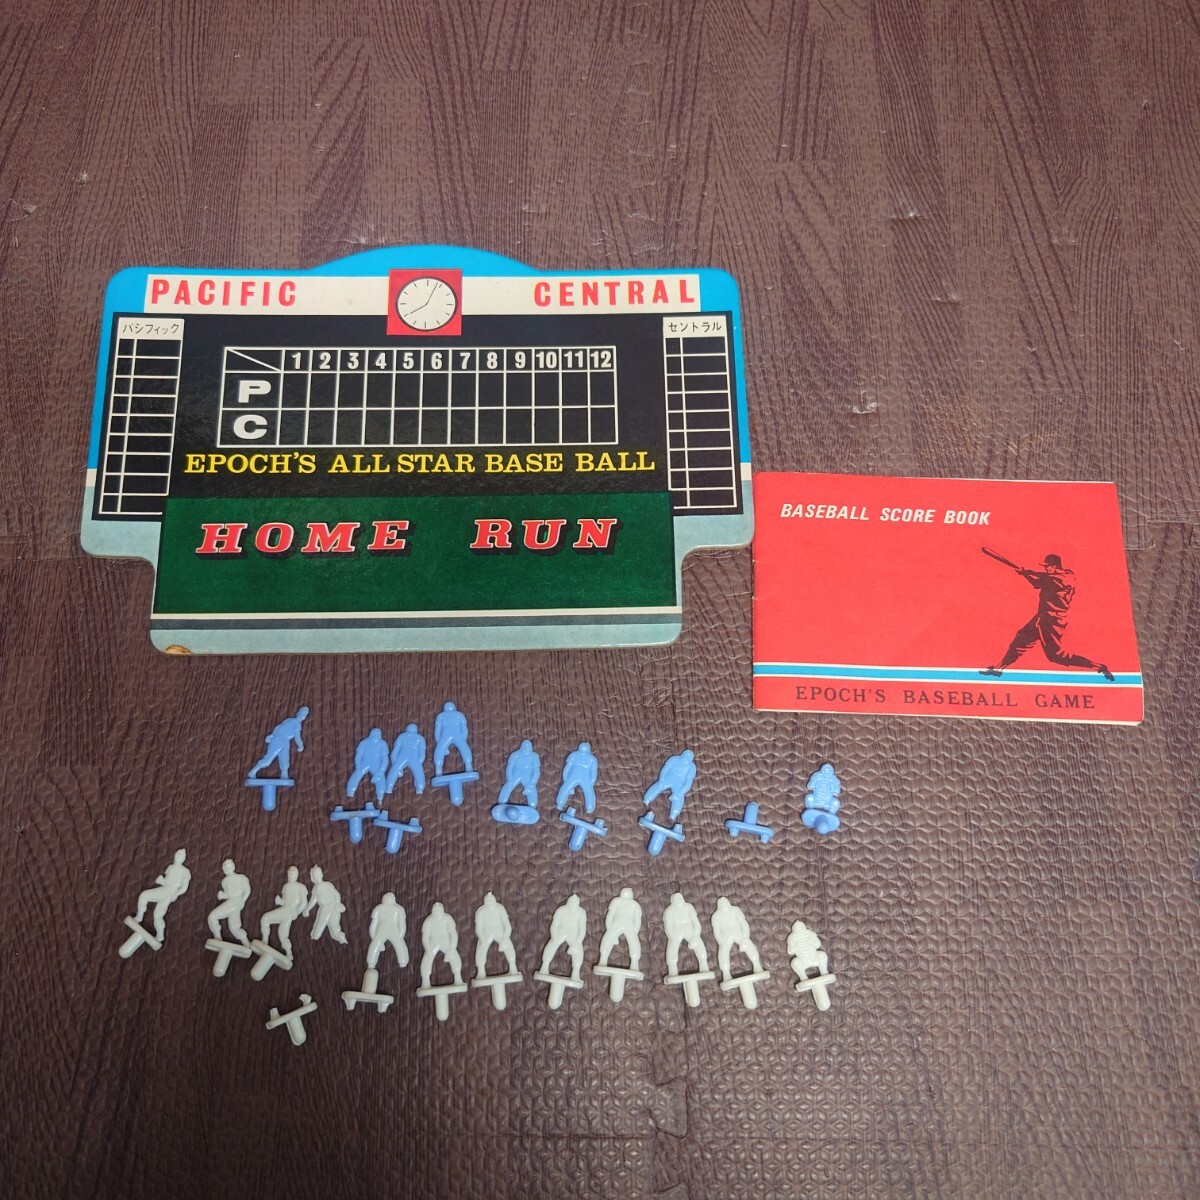 PACIFIC CENTRAL
パシフィック セントラル
1 2 3 4 5 6 7 8 9 10 11 12
P
C
EPOCH'S ALL STAR BASE BALL
HOME RUN
BASEBALL SCORE BOOK
EPOCH'S BASEBALL GAME